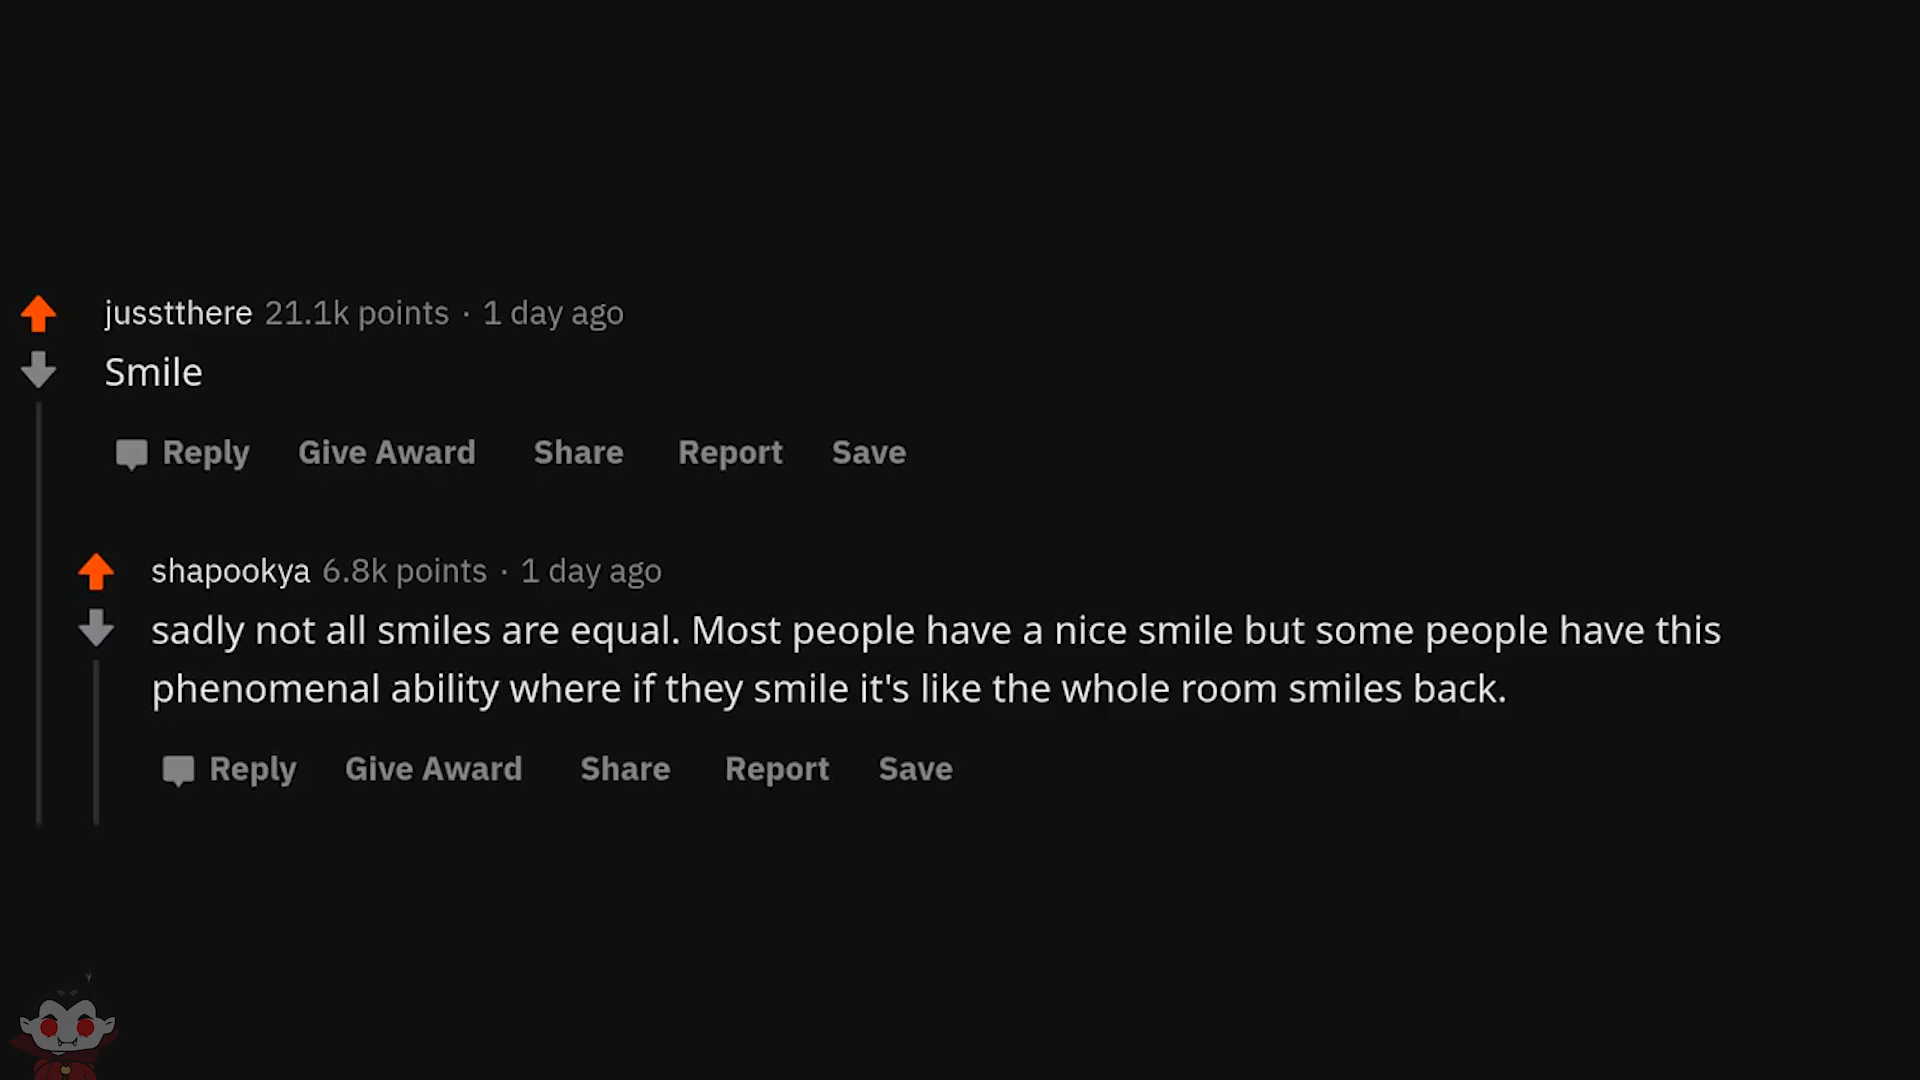 jusstthere 21.1k points · 1 day ago
Smile
Reply Give Award Share Report Save
shapookya 6.8k points · 1 day ago
sadly not all smiles are equal. Most people have a nice smile but some people have this
phenomenal ability where if they smile it's like the whole room smiles back.
Reply Give Award Share Report Save